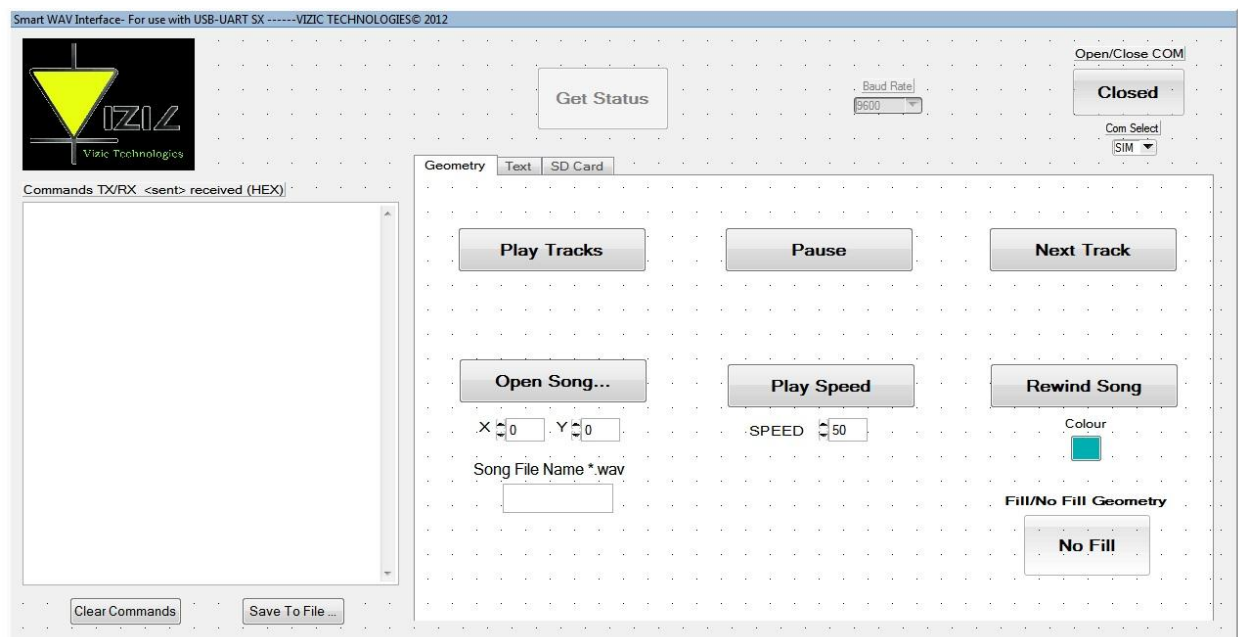 Smart WAV Interface- For use with USB-UART SX ------VIZIC TECHNOLOGIES© 2012
VIZIC
Vizic Technologies
Get Status
Baud Rate
9600
Open/Close COM
Closed
Com Select
SIM
Commands TX/RX <sent> received (HEX)
Geometry Text SD Card
Play Tracks Pause Next Track
Open Song... Play Speed Rewind Song
X 0 Y 0 SPEED 50 Colour
Song File Name *.wav
Fill/No Fill Geometry
No Fill
Clear Commands Save To File ...